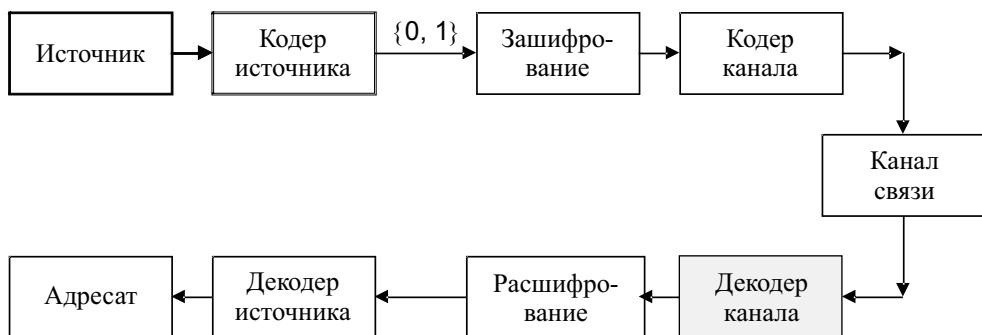 Источник
Кодер
источника
{0, 1}
Зашифро-
вание
Кодер
канала
Канал
связи
Адресат
Декодер
источника
Расшифро-
вание
Декодер
канала